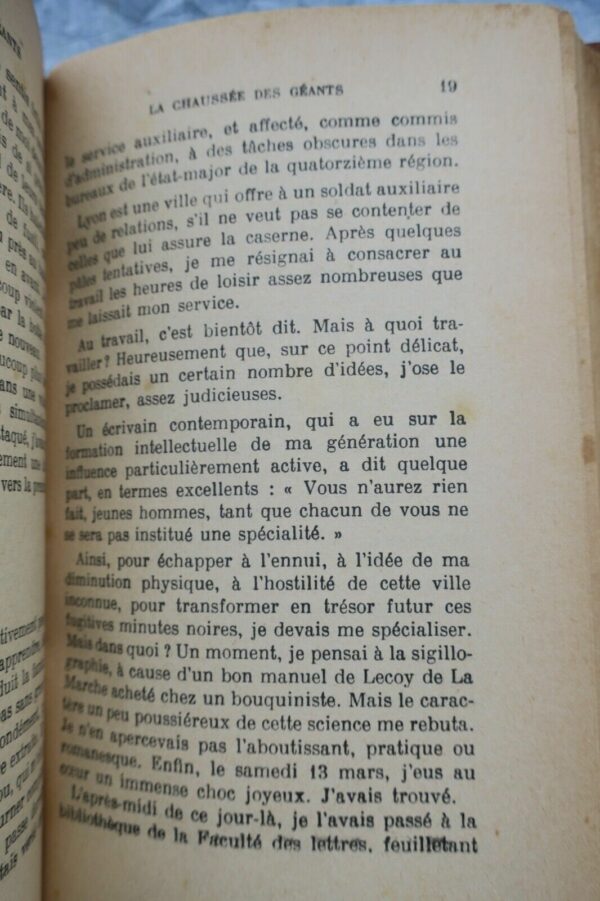 LA CHAUSSÉE DES GÉANTS 19
le service auxiliaire, et affecté, comme commis
d'administration, à des tâches obscures dans les
bureaux de l'état-major de la quatorzième région.
Lyon est une ville qui offre à un soldat auxiliaire
peu de relations, s'il ne veut pas se contenter de
celles que lui assure la caserne. Après quelques
pâles tentatives, je me résignai à consacrer au
travail les heures de loisir assez nombreuses que
me laissait mon service.
Au travail, c'est bientôt dit. Mais à quoi tra-
vailler? Heureusement que, sur ce point délicat,
je possédais un certain nombre d'idées, j'ose le
proclamer, assez judicieuses.
Un écrivain contemporain, qui a eu sur la
formation intellectuelle de ma génération une
influence particulièrement active, a dit quelque
part, en termes excellents : « Vous n'aurez rien
fait, jeunes hommes, tant que chacun de vous ne
se sera pas institué une spécialité. »
Ainsi, pour échapper à l'ennui, à l'idée de ma
diminution physique, à l'hostilité de cette ville
inconnue, pour transformer en trésor futur ces
fugitives minutes noires, je devais me spécialiser.
Mais dans quoi ? Un moment, je pensai à la sigillo-
graphie, à cause d'un bon manuel de Lecoy de La
Marche acheté chez un bouquiniste. Mais le carac-
tère un peu poussiéreux de cette science me rebuta.
Je n'en apercevais pas l'aboutissant, pratique ou
romanesque. Enfin, le samedi 13 mars, j'eus au
cœur un immense choc joyeux. J'avais trouvé.
L'après-midi de ce jour-là, je l'avais passé à la
bibliothèque de la Faculté des lettres, feuilletant